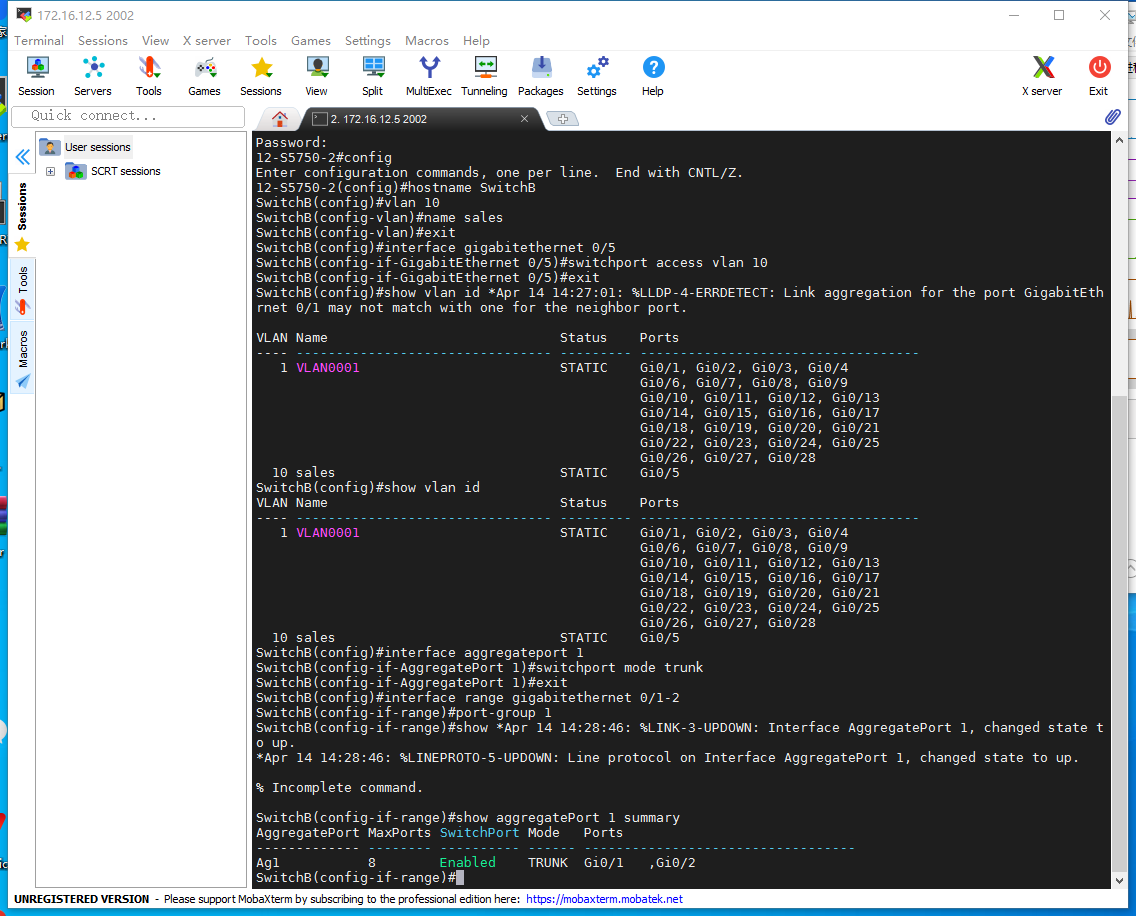 172.16.12.5 2002
Terminal Sessions View X server Tools Games Settings Macros Help
Session Servers Tools Games Sessions View Split MultiExec Tunneling Packages Settings Help X server Exit
Quick connect...
2. 172.16.12.5 2002
User sessions
SCRT sessions
Sessions
Tools
Macros
Password:
12-S5750-2#config
Enter configuration commands, one per line.  End with CNTL/Z.
12-S5750-2(config)#hostname SwitchB
SwitchB(config)#vlan 10
SwitchB(config-vlan)#name sales
SwitchB(config-vlan)#exit
SwitchB(config)#interface gigabitethernet 0/5
SwitchB(config-if-GigabitEthernet 0/5)#switchport access vlan 10
SwitchB(config-if-GigabitEthernet 0/5)#exit
SwitchB(config)#show vlan id *Apr 14 14:27:01: %LLDP-4-ERRDETECT: Link aggregation for the port GigabitEth
rnet 0/1 may not match with one for the neighbor port.
VLAN Name                             Status    Ports
---- -------------------------------- --------- -----------------------------------
   1 VLAN0001                         STATIC    Gi0/1, Gi0/2, Gi0/3, Gi0/4
                                                Gi0/6, Gi0/7, Gi0/8, Gi0/9
                                                Gi0/10, Gi0/11, Gi0/12, Gi0/13
                                                Gi0/14, Gi0/15, Gi0/16, Gi0/17
                                                Gi0/18, Gi0/19, Gi0/20, Gi0/21
                                                Gi0/22, Gi0/23, Gi0/24, Gi0/25
                                                Gi0/26, Gi0/27, Gi0/28
  10 sales                            STATIC    Gi0/5
SwitchB(config)#show vlan id
VLAN Name                             Status    Ports
---- -------------------------------- --------- -----------------------------------
   1 VLAN0001                         STATIC    Gi0/1, Gi0/2, Gi0/3, Gi0/4
                                                Gi0/6, Gi0/7, Gi0/8, Gi0/9
                                                Gi0/10, Gi0/11, Gi0/12, Gi0/13
                                                Gi0/14, Gi0/15, Gi0/16, Gi0/17
                                                Gi0/18, Gi0/19, Gi0/20, Gi0/21
                                                Gi0/22, Gi0/23, Gi0/24, Gi0/25
                                                Gi0/26, Gi0/27, Gi0/28
  10 sales                            STATIC    Gi0/5
SwitchB(config)#interface aggregateport 1
SwitchB(config-if-AggregatePort 1)#switchport mode trunk
SwitchB(config-if-AggregatePort 1)#exit
SwitchB(config)#interface range gigabitethernet 0/1-2
SwitchB(config-if-range)#port-group 1
SwitchB(config-if-range)#show *Apr 14 14:28:46: %LINK-3-UPDOWN: Interface AggregatePort 1, changed state t
o up.
*Apr 14 14:28:46: %LINEPROTO-5-UPDOWN: Line protocol on Interface AggregatePort 1, changed state to up.
% Incomplete command.
SwitchB(config-if-range)#show aggregatePort 1 summary
AggregatePort MaxPorts SwitchPort Mode   Ports
------------- -------- ---------- ------ ----------------------------------
Ag1           8        Enabled    TRUNK  Gi0/1   ,Gi0/2
SwitchB(config-if-range)#
UNREGISTERED VERSION - Please support MobaXterm by subscribing to the professional edition here: https://mobaxterm.mobatek.net